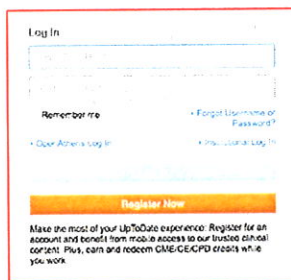 Log In
Remember me
Forgot Username or
Password?
Open Athens Log In
Institutional Log In
Register Now
Make the most of your UpToDate experience: Register for an
account and benefit from mobile access to our trusted clinical
content. Plus, earn and redeem CME/CE/CPD credits while
you work.